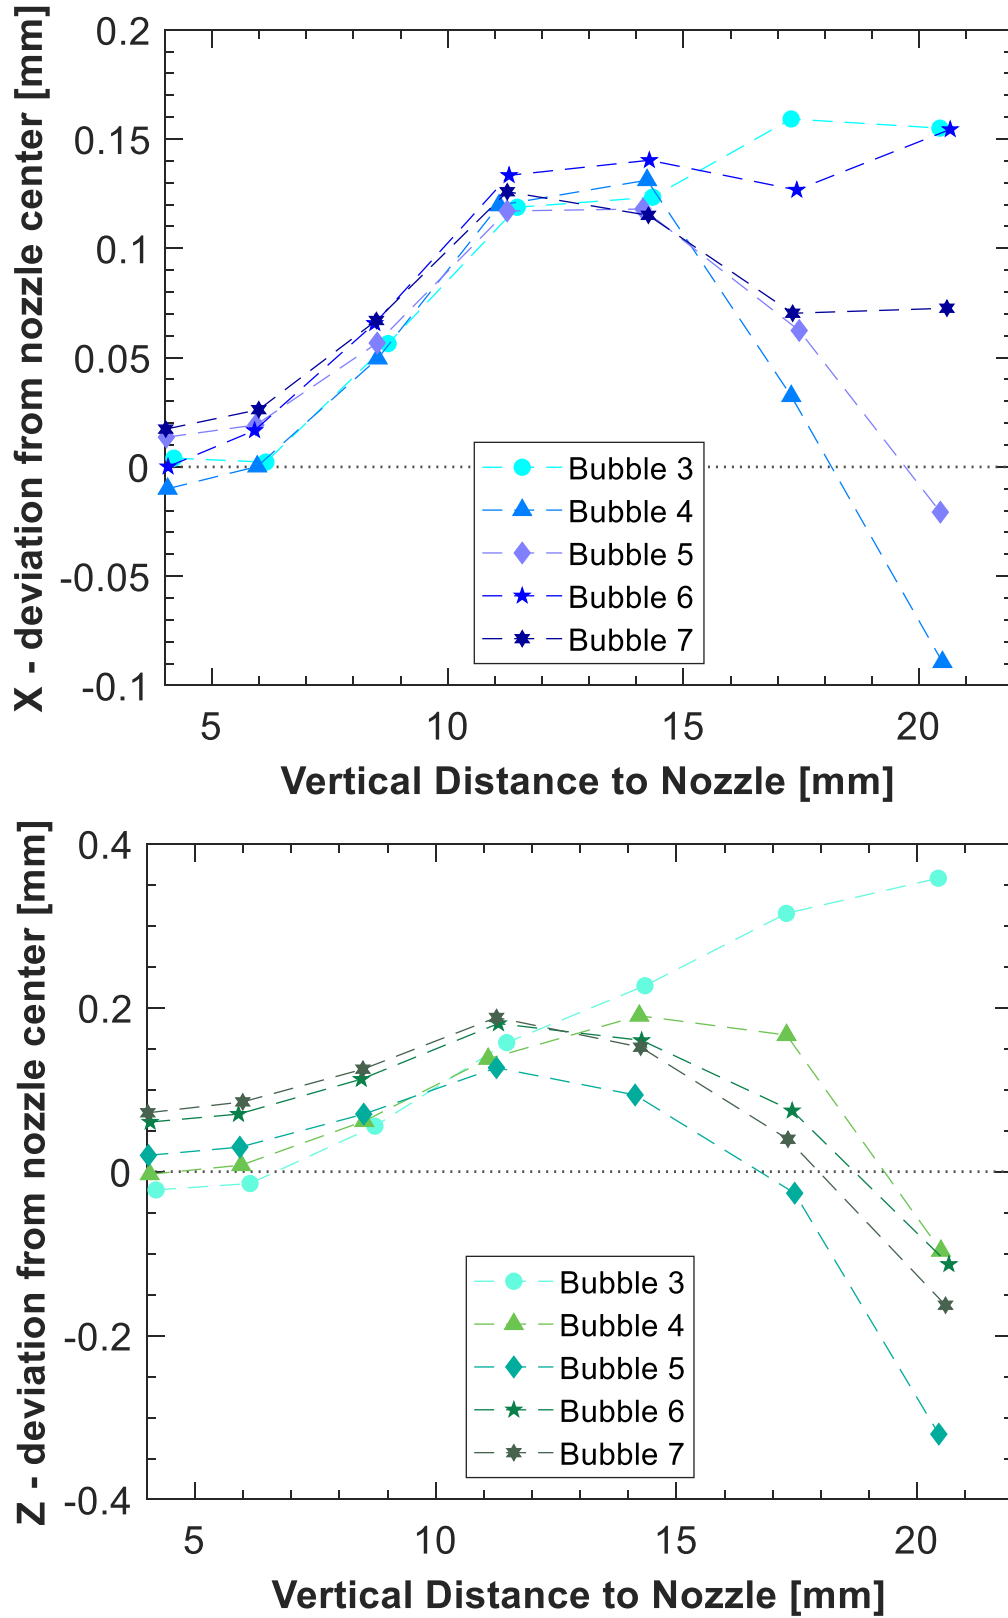 X - deviation from nozzle center [mm]
0.2
0.15
0.1
0.05
0
-0.05
-0.1
Bubble 3
Bubble 4
Bubble 5
Bubble 6
Bubble 7
5 10 15 20
Vertical Distance to Nozzle [mm]
Z - deviation from nozzle center [mm]
0.4
0.2
0
-0.2
-0.4
Bubble 3
Bubble 4
Bubble 5
Bubble 6
Bubble 7
5 10 15 20
Vertical Distance to Nozzle [mm]